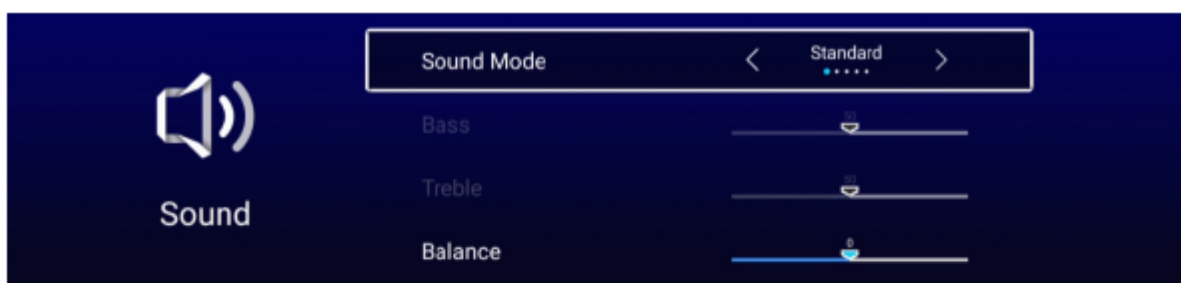 Sound Mode
Standard
Bass
50
Treble
50
Sound
Balance
0